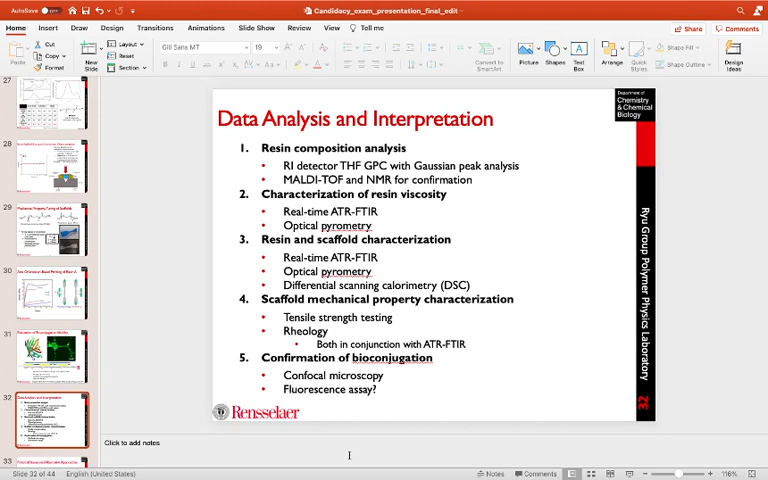 AutoSave
Candidacy_exam_presentation_final_edit
Home
Insert
Draw
Design
Transitions
Animations
Slide Show
Review
View
Tell me
Share
Comments
Paste
Cut
Copy
Format
New
Slide
Layout
Reset
Section
Gill Sans MT
19
Convert to
SmartArt
Picture
Shapes
Text
Box
Arrange
Quick
Styles
Shape Fill
Shape Outline
Design
Ideas
27
28
29
30
31
32
33
Data Analysis and Interpretation
1. Resin composition analysis
• RI detector THF GPC with Gaussian peak analysis
• MALDI-TOF and NMR for confirmation
2. Characterization of resin viscosity
• Real-time ATR-FTIR
• Optical pyrometry
3. Resin and scaffold characterization
• Real-time ATR-FTIR
• Optical pyrometry
• Differential scanning calorimetry (DSC)
4. Scaffold mechanical property characterization
• Tensile strength testing
• Rheology
• Both in conjunction with ATR-FTIR
5. Confirmation of bioconjugation
• Confocal microscopy
• Fluorescence assay?
Rensselaer
Department of
Chemistry
& Chemical
Biology
Ryu Group Polymer Physics Laboratory
32
Click to add notes
Slide 32 of 44
English (United States)
Notes
Comments
116%